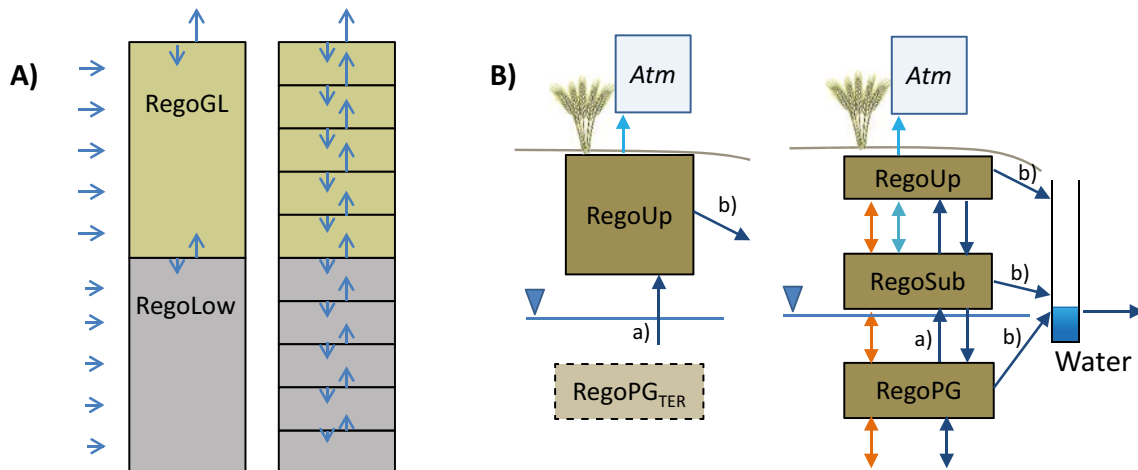 A)
RegoGL
RegoLow
B)
Atm
RegoUp
b)
a)
RegoPG_TER
Atm
RegoUp
b)
RegoSub
b)
a)
b)
RegoPG
Water